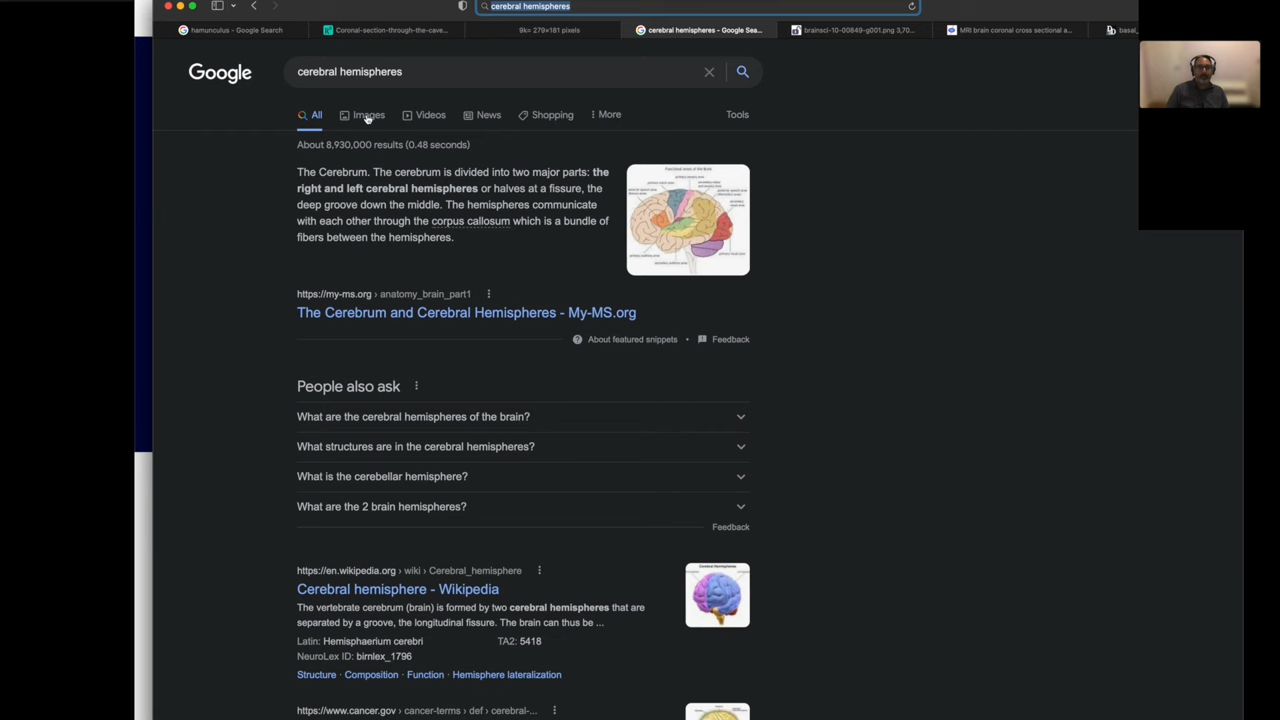 cerebral hemispheres
hamunculus - Google Search
Coronal-section-through-the-cave...
9k= 279×181 pixels
cerebral hemispheres - Google Sea...
brainsci-10-00849-g001.png 3,70...
MRI brain coronal cross sectional a...
basal_
Google
cerebral hemispheres
All
Images
Videos
News
Shopping
More
Tools
About 8,930,000 results (0.48 seconds)
The Cerebrum. The cerebrum is divided into two major parts: the
right and left cerebral hemispheres or halves at a fissure, the
deep groove down the middle. The hemispheres communicate
with each other through the corpus callosum which is a bundle of
fibers between the hemispheres.
https://my-ms.org › anatomy_brain_part1
The Cerebrum and Cerebral Hemispheres - My-MS.org
About featured snippets • Feedback
People also ask
What are the cerebral hemispheres of the brain?
What structures are in the cerebral hemispheres?
What is the cerebellar hemisphere?
What are the 2 brain hemispheres?
Feedback
https://en.wikipedia.org › wiki › Cerebral_hemisphere
Cerebral hemisphere - Wikipedia
The vertebrate cerebrum (brain) is formed by two cerebral hemispheres that are
separated by a groove, the longitudinal fissure. The brain can thus be ...
Latin: Hemisphaerium cerebri
TA2: 5418
NeuroLex ID: birnlex_1796
Structure · Composition · Function · Hemisphere lateralization
https://www.cancer.gov › cancer-terms › def › cerebral-...